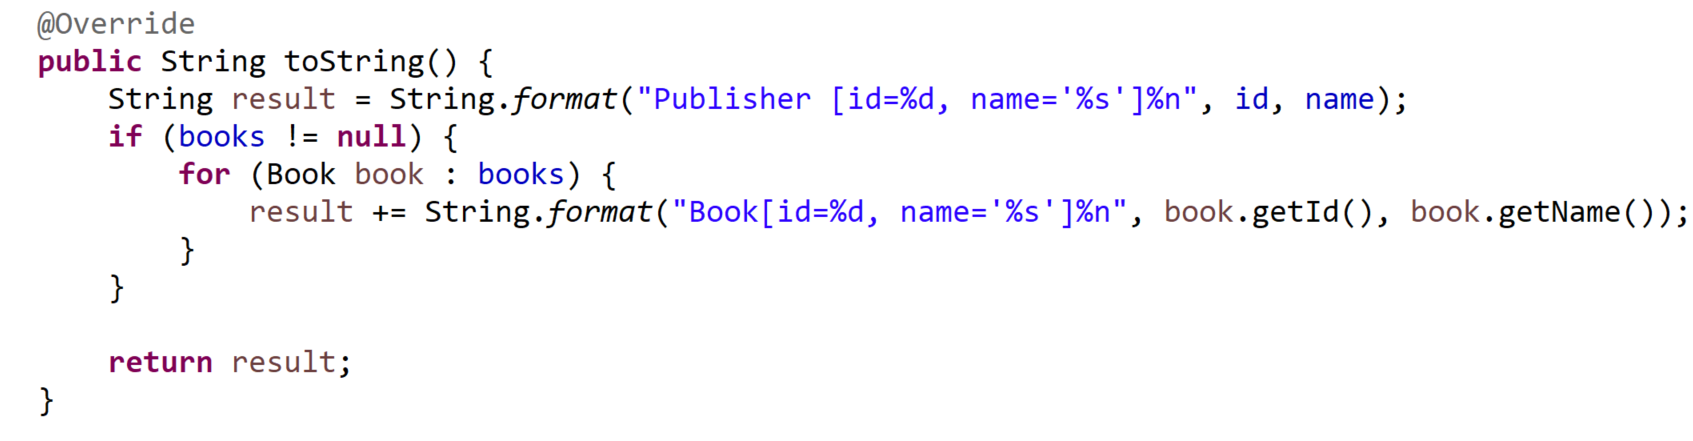 @Override
public String toString() {
    String result = String.format("Publisher [id=%d, name='%s']%n", id, name);
    if (books != null) {
        for (Book book : books) {
            result += String.format("Book[id=%d, name='%s']%n", book.getId(), book.getName());
        }
    }
    return result;
}